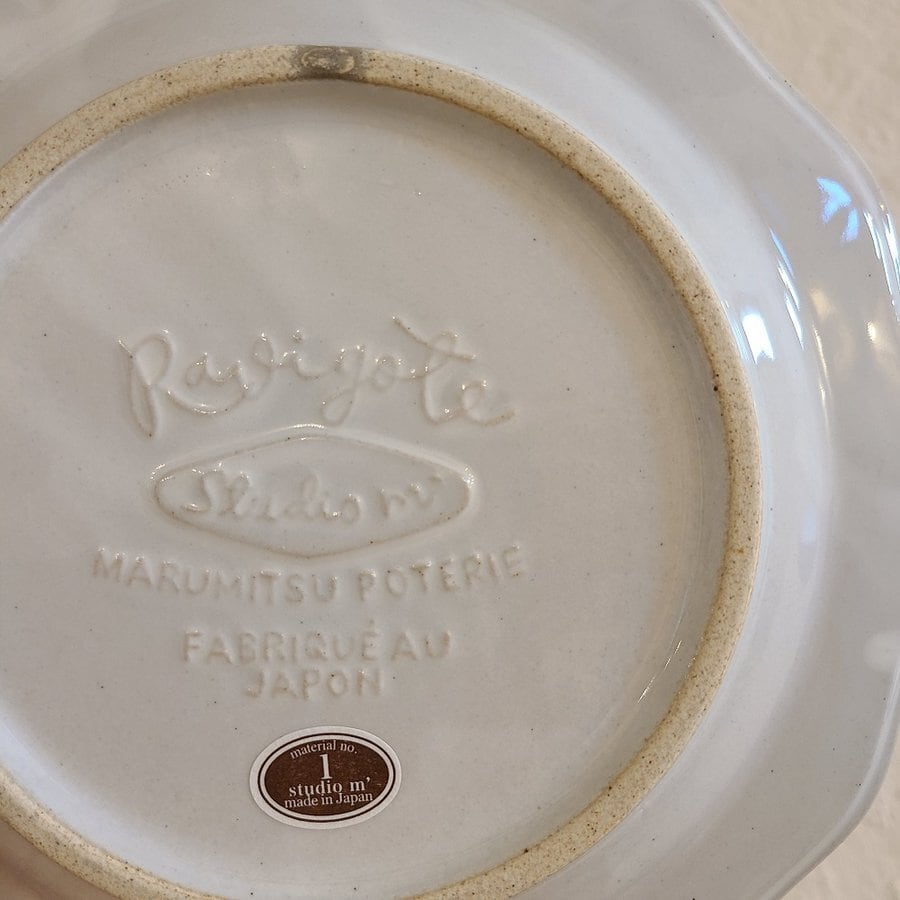 Ravigote
Studio m'
MARUMITSU POTERIE
FABRIQUÉ AU
JAPON
material no.
1
studio m'
made in Japan